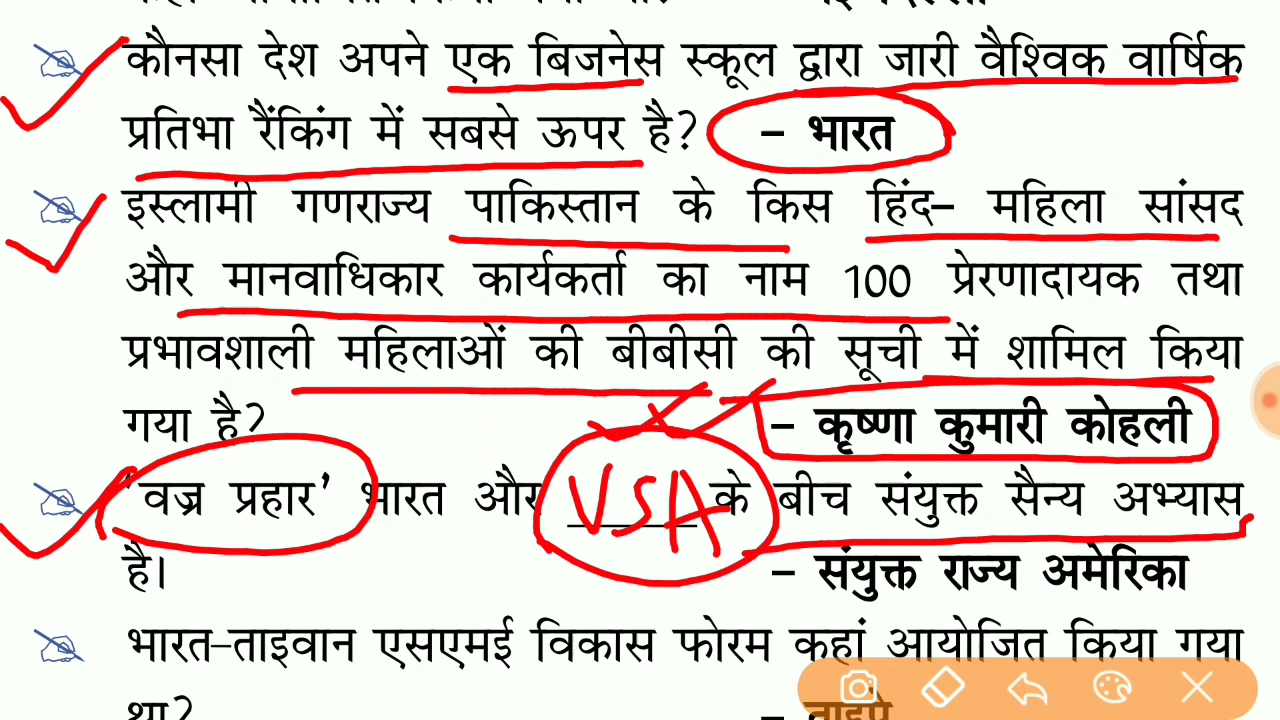 कौनसा देश अपने एक बिजनेस स्कूल द्वारा जारी वैश्विक वार्षिक
प्रतिभा रैंकिंग में सबसे ऊपर है? – भारत
इस्लामी गणराज्य पाकिस्तान के किस हिंद– महिला सांसद
और मानवाधिकार कार्यकर्ता का नाम 100 प्रेरणादायक तथा
प्रभावशाली महिलाओं की बीबीसी की सूची में शामिल किया
गया है? – कृष्णा कुमारी कोहली
'वज्र प्रहार' भारत और USA के बीच संयुक्त सैन्य अभ्यास
है। – संयुक्त राज्य अमेरिका
भारत–ताइवान एसएमई विकास फोरम कहां आयोजित किया गया
था? –